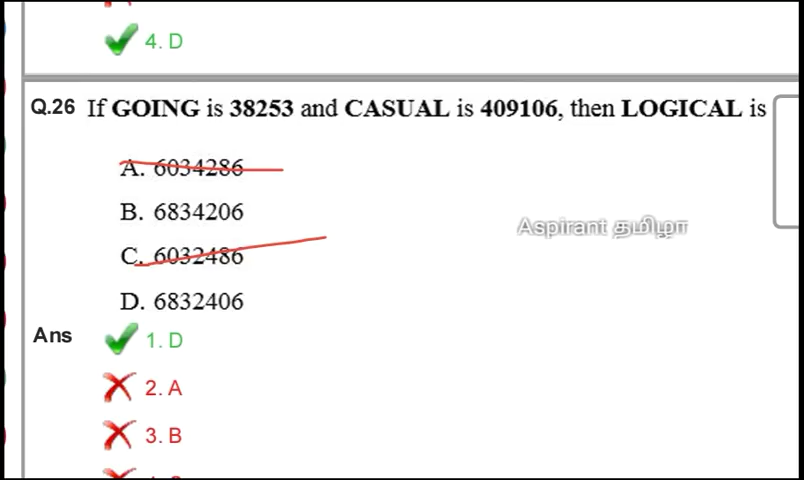 4. D
Q.26 If GOING is 38253 and CASUAL is 409106, then LOGICAL is
A. 6034286
B. 6834206
Aspirant தமிழா
C. 6032486
D. 6832406
Ans
1. D
2. A
3. B